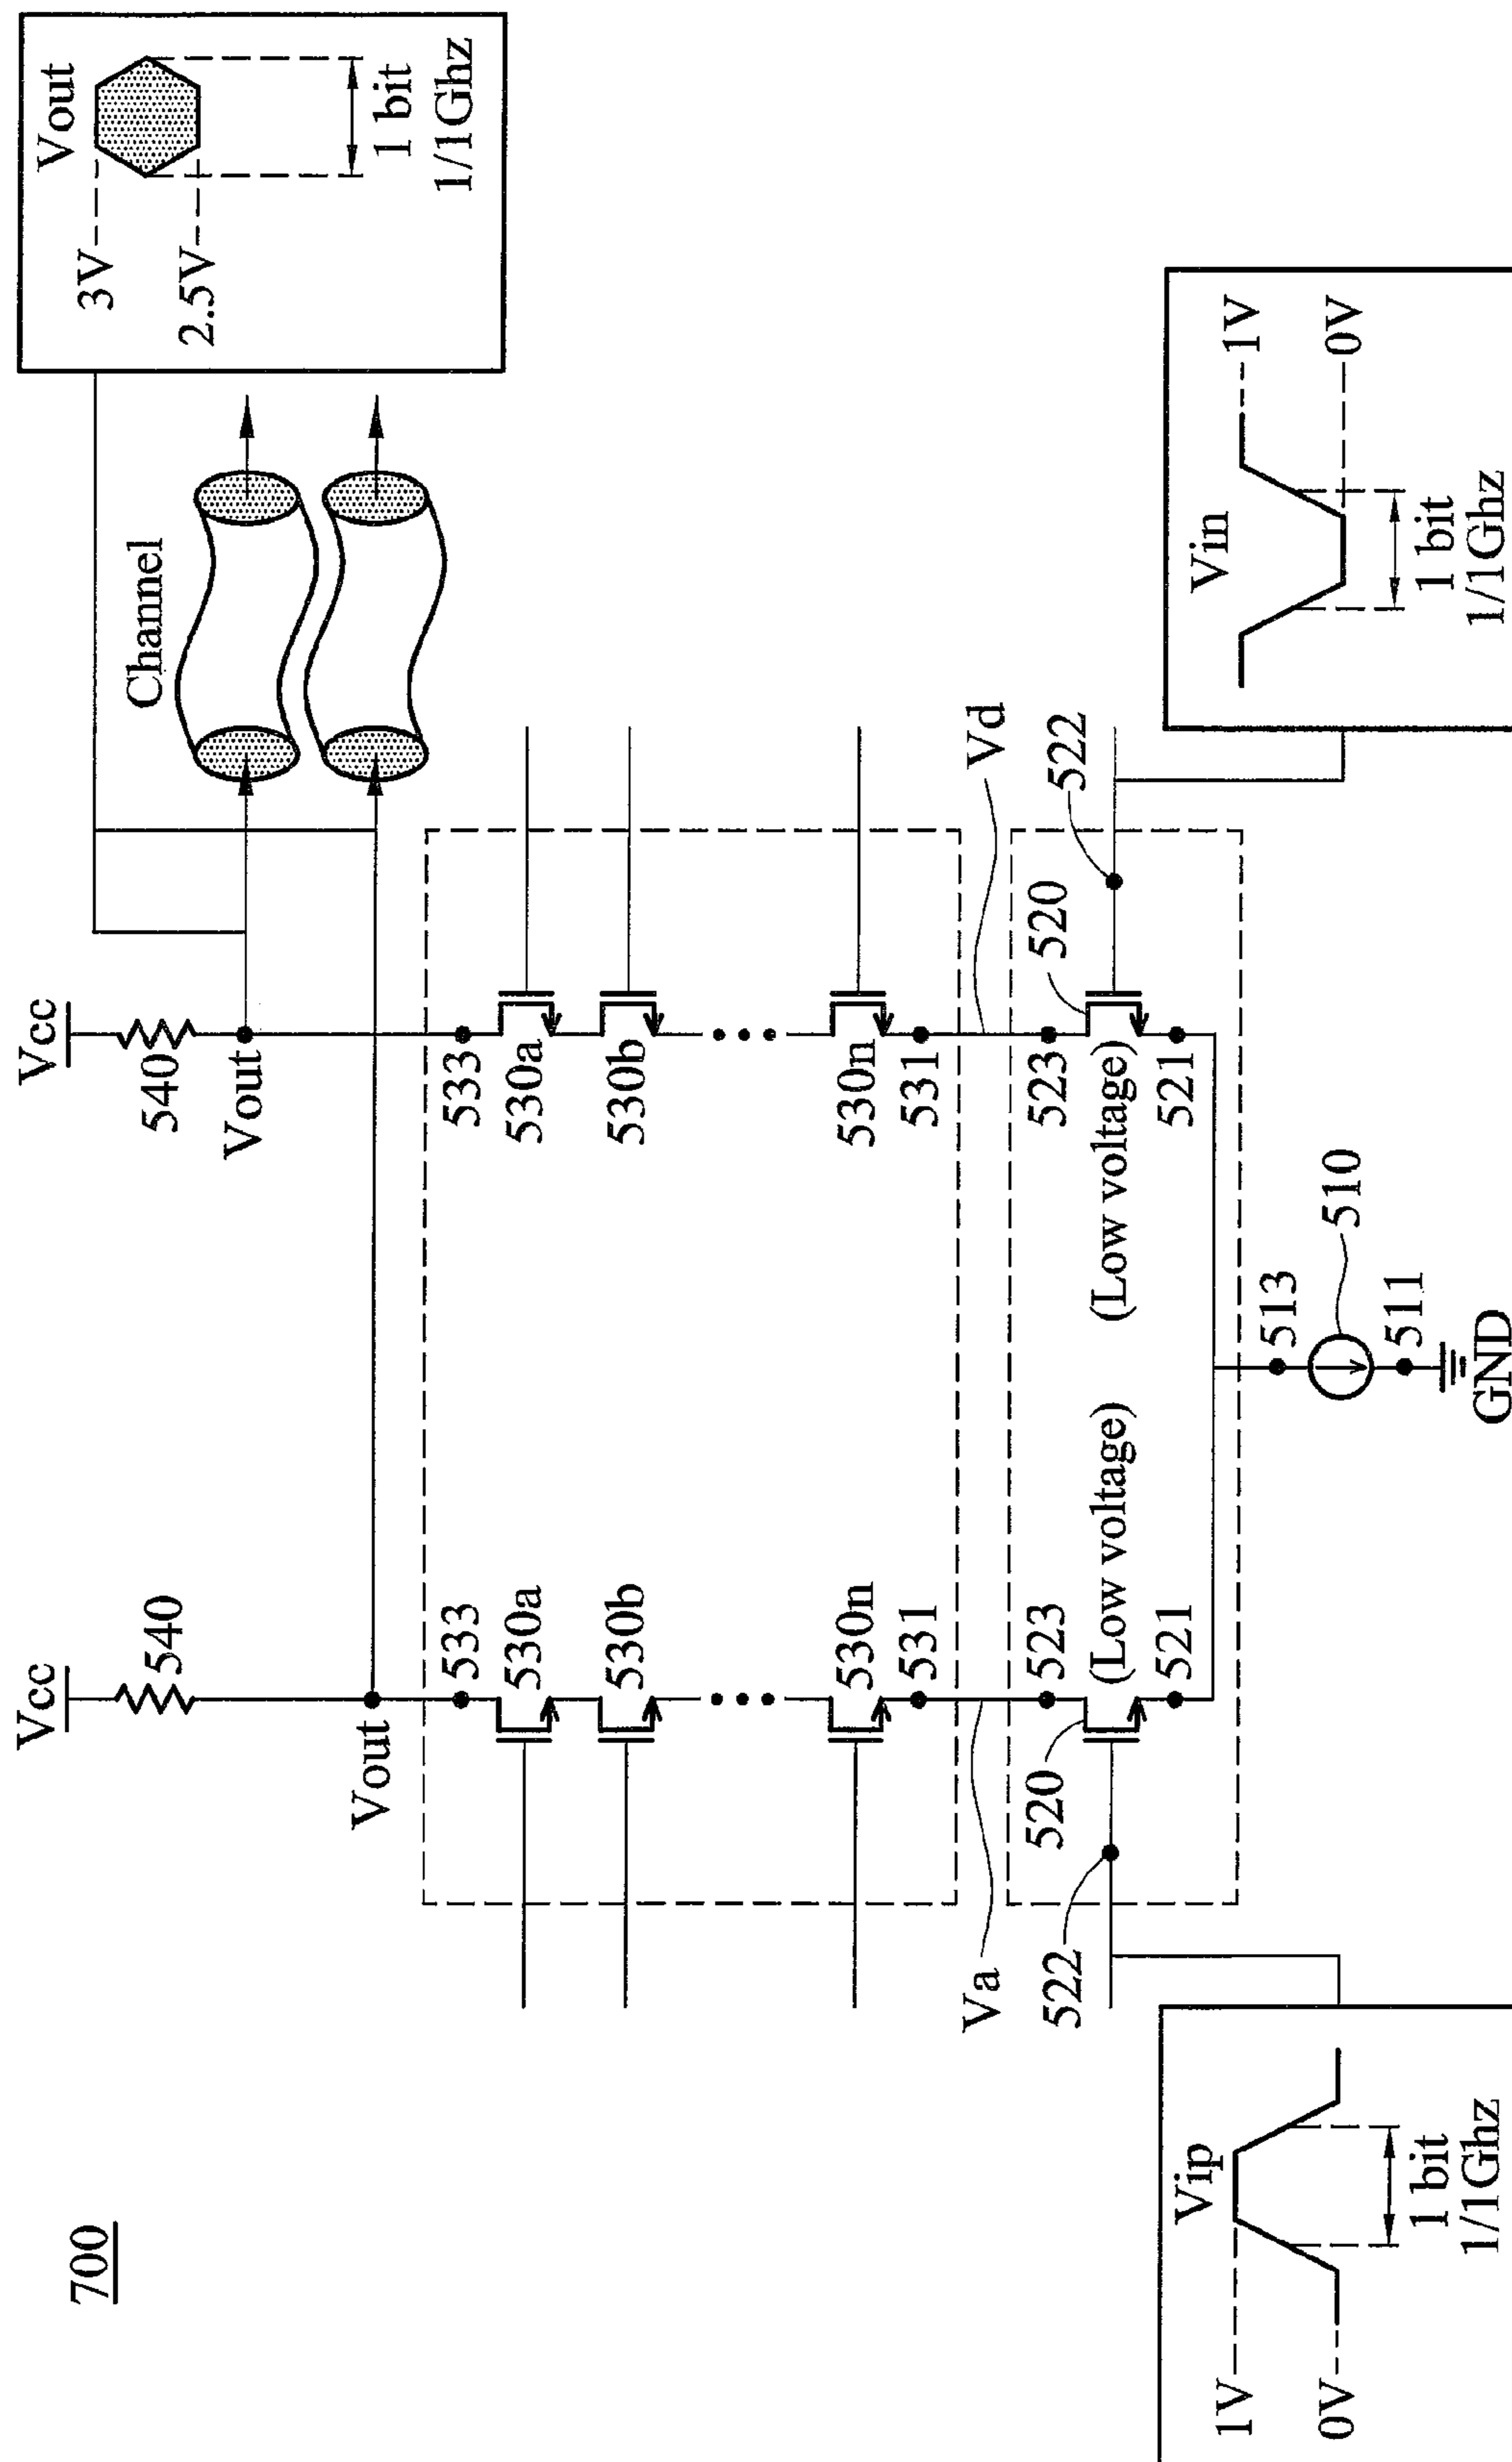 700
Vcc
540
Vout
Vcc
540
Vout
Channel
Vout
3V
2.5V
1 bit
1/1Ghz
533
530a
530b
530n
531
533
530a
530b
530n
531
Va
Vd
523
520
(Low voltage)
521
522
523
520
(Low voltage)
521
522
513
510
511
GND
Vip
1V
0V
1 bit
1/1Ghz
Vin
1V
0V
1 bit
1/1Ghz